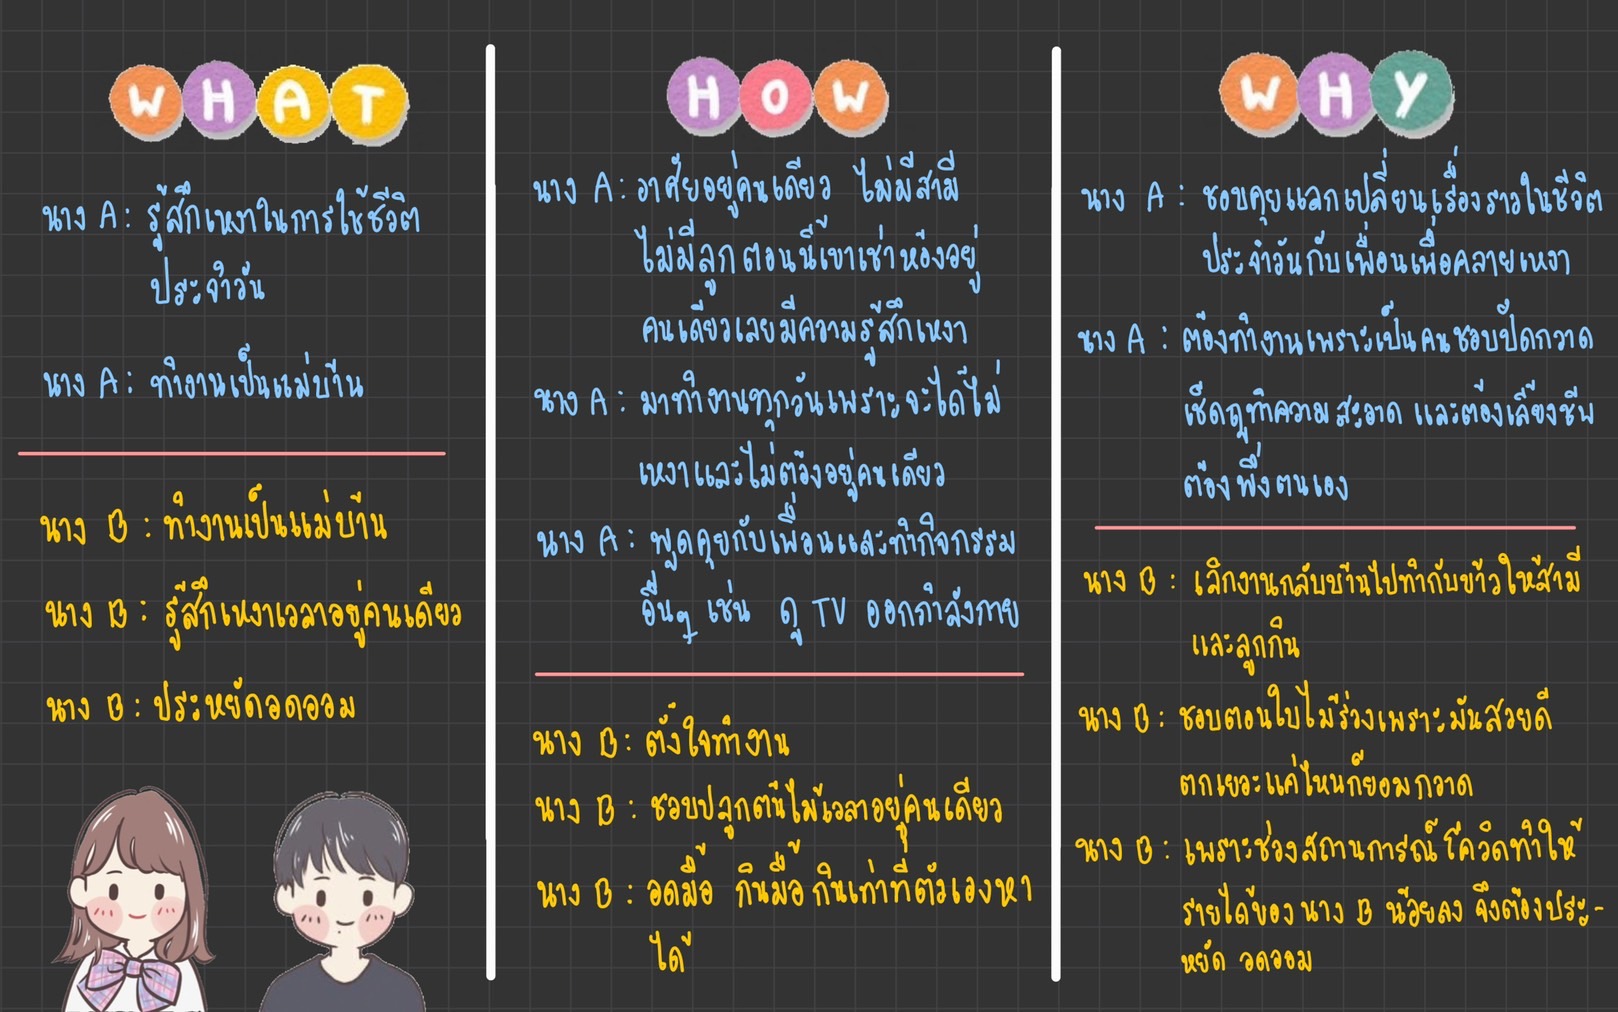 WHAT
นาง A : รู้สึกเหงาในการใช้ชีวิต
ประจำวัน
นาง A : ทำงานเป็นแม่บ้าน
นาง B : ทำงานเป็นแม่บ้าน
นาง B : รู้สึกเหงาเวลาอยู่คนเดียว
นาง B : ประหยัดอดออม
HOW
นาง A : อาศัยอยู่คนเดียว ไม่มีสามี
ไม่มีลูก ตอนนี้เขาเช่าห้องอยู่
คนเดียวเลยมีความรู้สึกเหงา
นาง A : มาทำงานทุกวันเพราะจะได้ไม่
เหงาและไม่ต้องอยู่คนเดียว
นาง A : พูดคุยกับเพื่อนและทำกิจกรรม
อื่นๆ เช่น ดู TV ออกกำลังกาย
นาง B : ตั้งใจทำงาน
นาง B : ชอบปลูกต้นไม้เวลาอยู่คนเดียว
นาง B : อดมื้อ กินมื้อ กินเท่าที่ตัวเองหา
ได้
WHY
นาง A : ชอบคุยแลกเปลี่ยนเรื่องราวในชีวิต
ประจำวันกับเพื่อนเพื่อคลายเหงา
นาง A : ต้องทำงานเพราะเป็นคนชอบปัดกวาด
เช็ดถูทำความสะอาด และต้องเลี้ยงชีพ
ต้องพึ่งตนเอง
นาง B : เลิกงานกลับบ้านไปทำกับข้าวให้สามี
และลูกกิน
นาง B : ชอบตอนใบไม้ร่วงเพราะมันสวยดี
ตกเยอะแค่ไหนก็ยอมกวาด
นาง B : เพราะช่วงสถานการณ์โควิดทำให้
รายได้ของนาง B น้อยลง จึงต้องประ-
หยัด อดออม